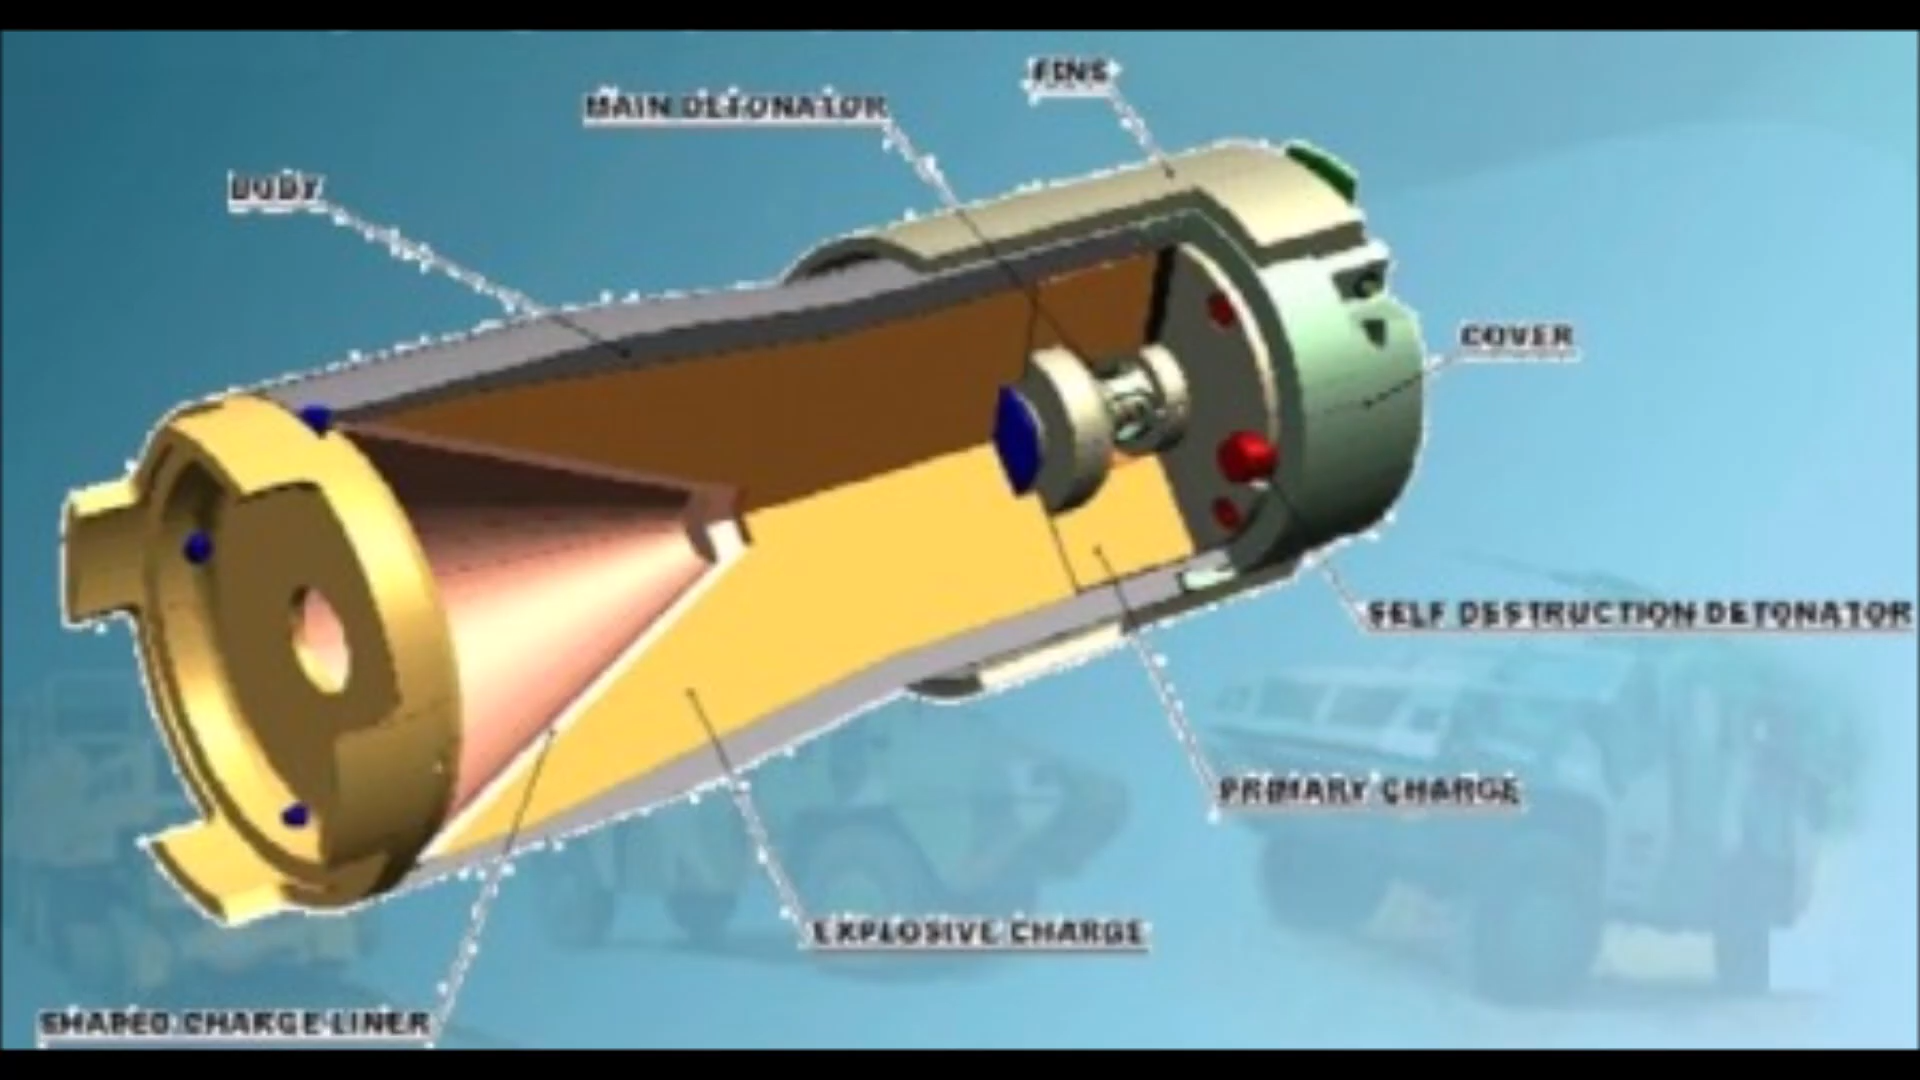 FINS
MAIN DETONATOR
BODY
COVER
SELF DESTRUCTION DETONATOR
PRIMARY CHARGE
EXPLOSIVE CHARGE
SHAPED CHARGE LINER